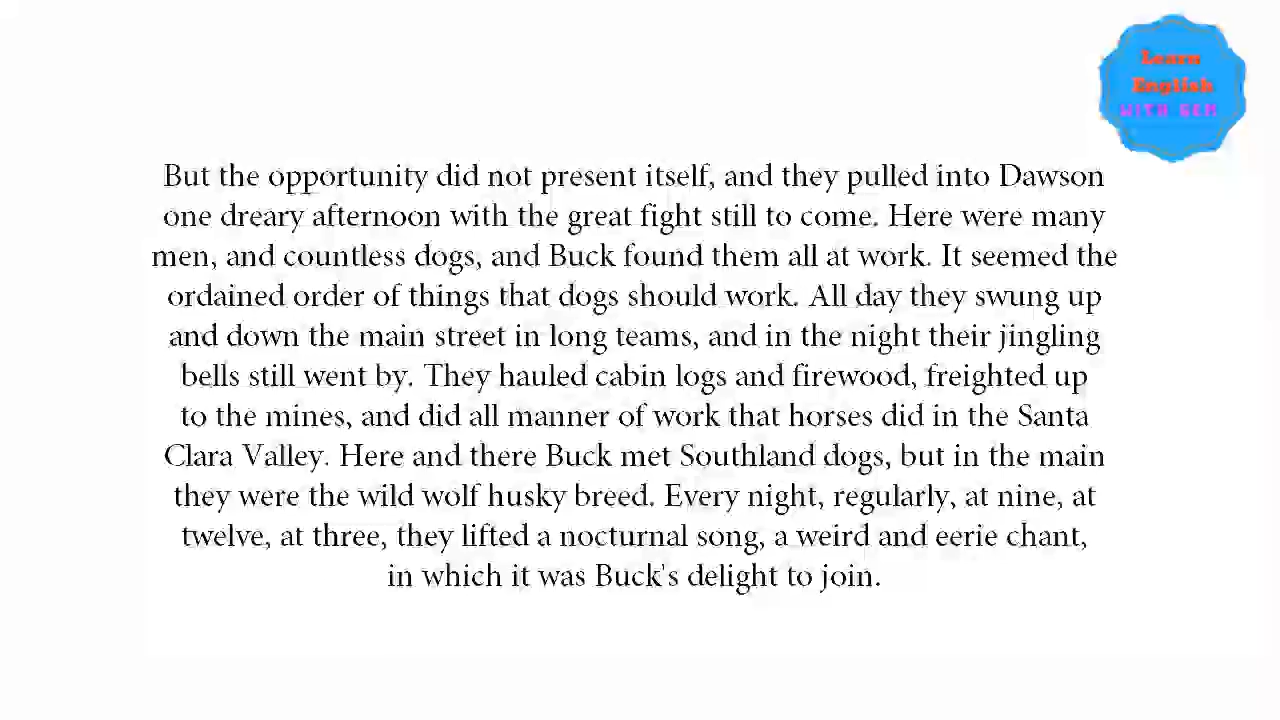 Learn
English
WITH GEM
But the opportunity did not present itself, and they pulled into Dawson
one dreary afternoon with the great fight still to come. Here were many
men, and countless dogs, and Buck found them all at work. It seemed the
ordained order of things that dogs should work. All day they swung up
and down the main street in long teams, and in the night their jingling
bells still went by. They hauled cabin logs and firewood, freighted up
to the mines, and did all manner of work that horses did in the Santa
Clara Valley. Here and there Buck met Southland dogs, but in the main
they were the wild wolf husky breed. Every night, regularly, at nine, at
twelve, at three, they lifted a nocturnal song, a weird and eerie chant,
in which it was Buck's delight to join.